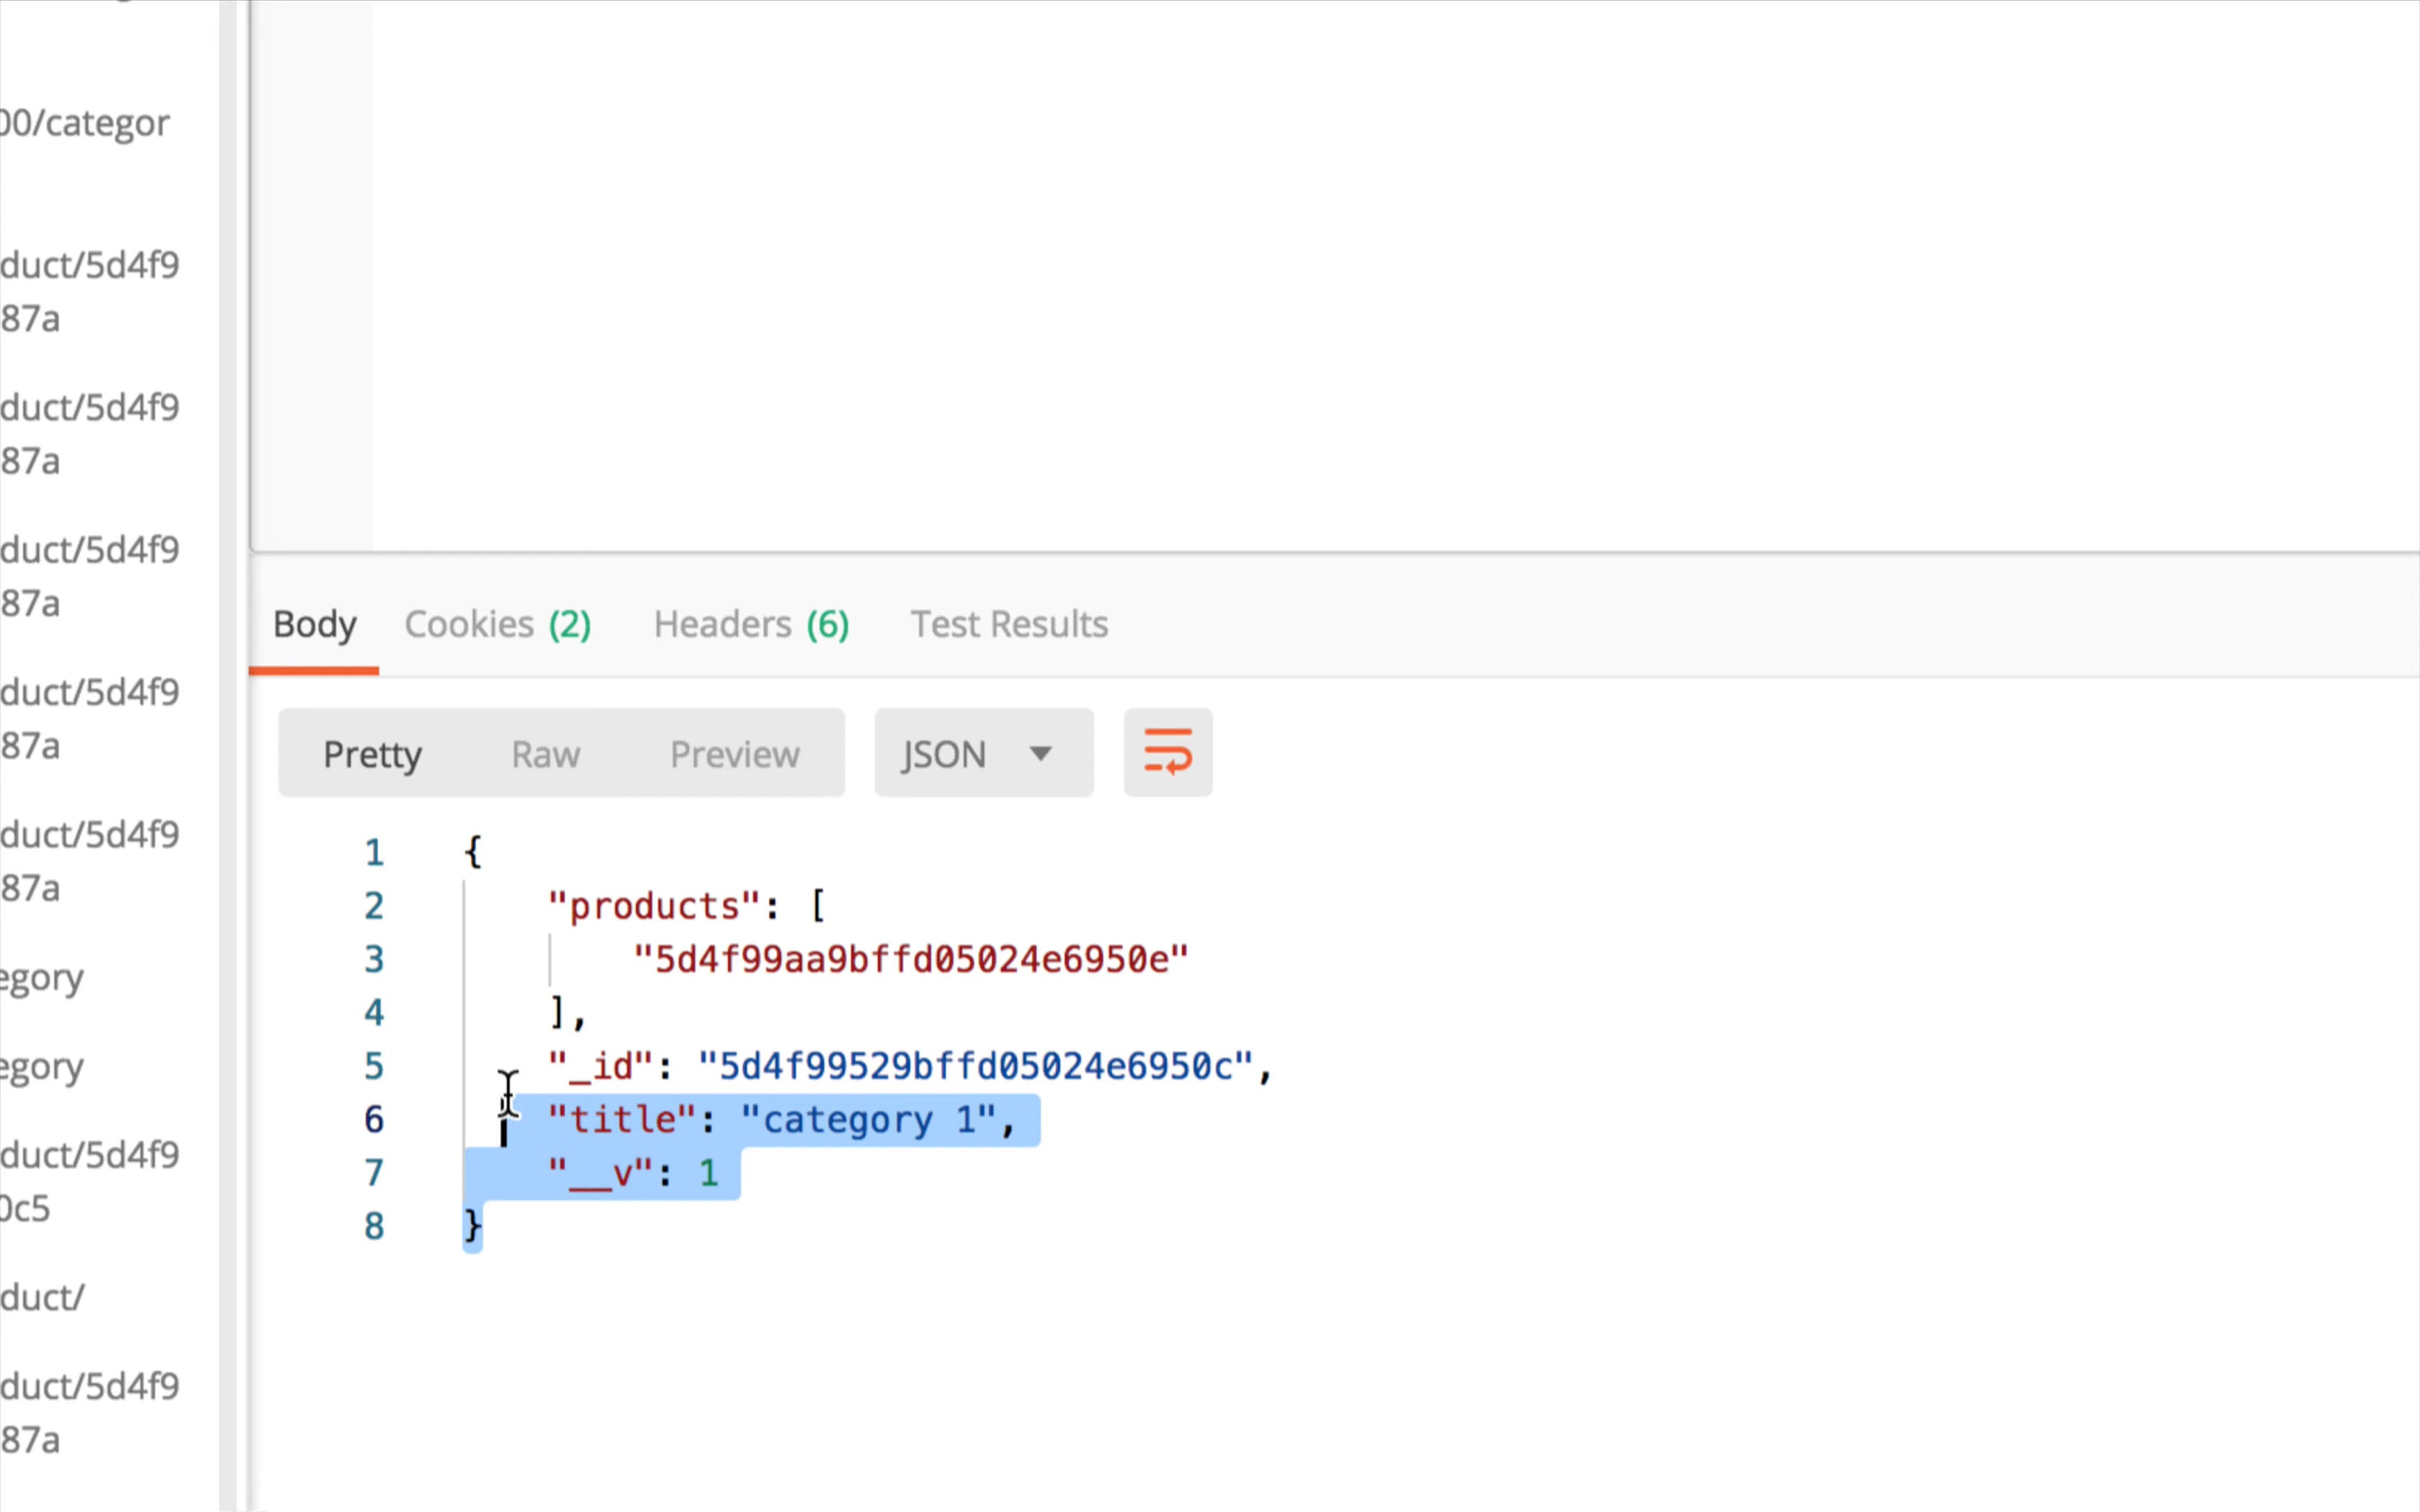 00/categor
duct/5d4f9
87a
duct/5d4f9
87a
duct/5d4f9
87a
duct/5d4f9
87a
duct/5d4f9
87a
egory
egory
duct/5d4f9
0c5
duct/
duct/5d4f9
87a
Body Cookies (2) Headers (6) Test Results
Pretty Raw Preview JSON
1 {
2 "products": [
3 "5d4f99aa9bffd05024e6950e"
4 ],
5 "_id": "5d4f99529bffd05024e6950c",
6 "title": "category 1",
7 "__v": 1
8 }